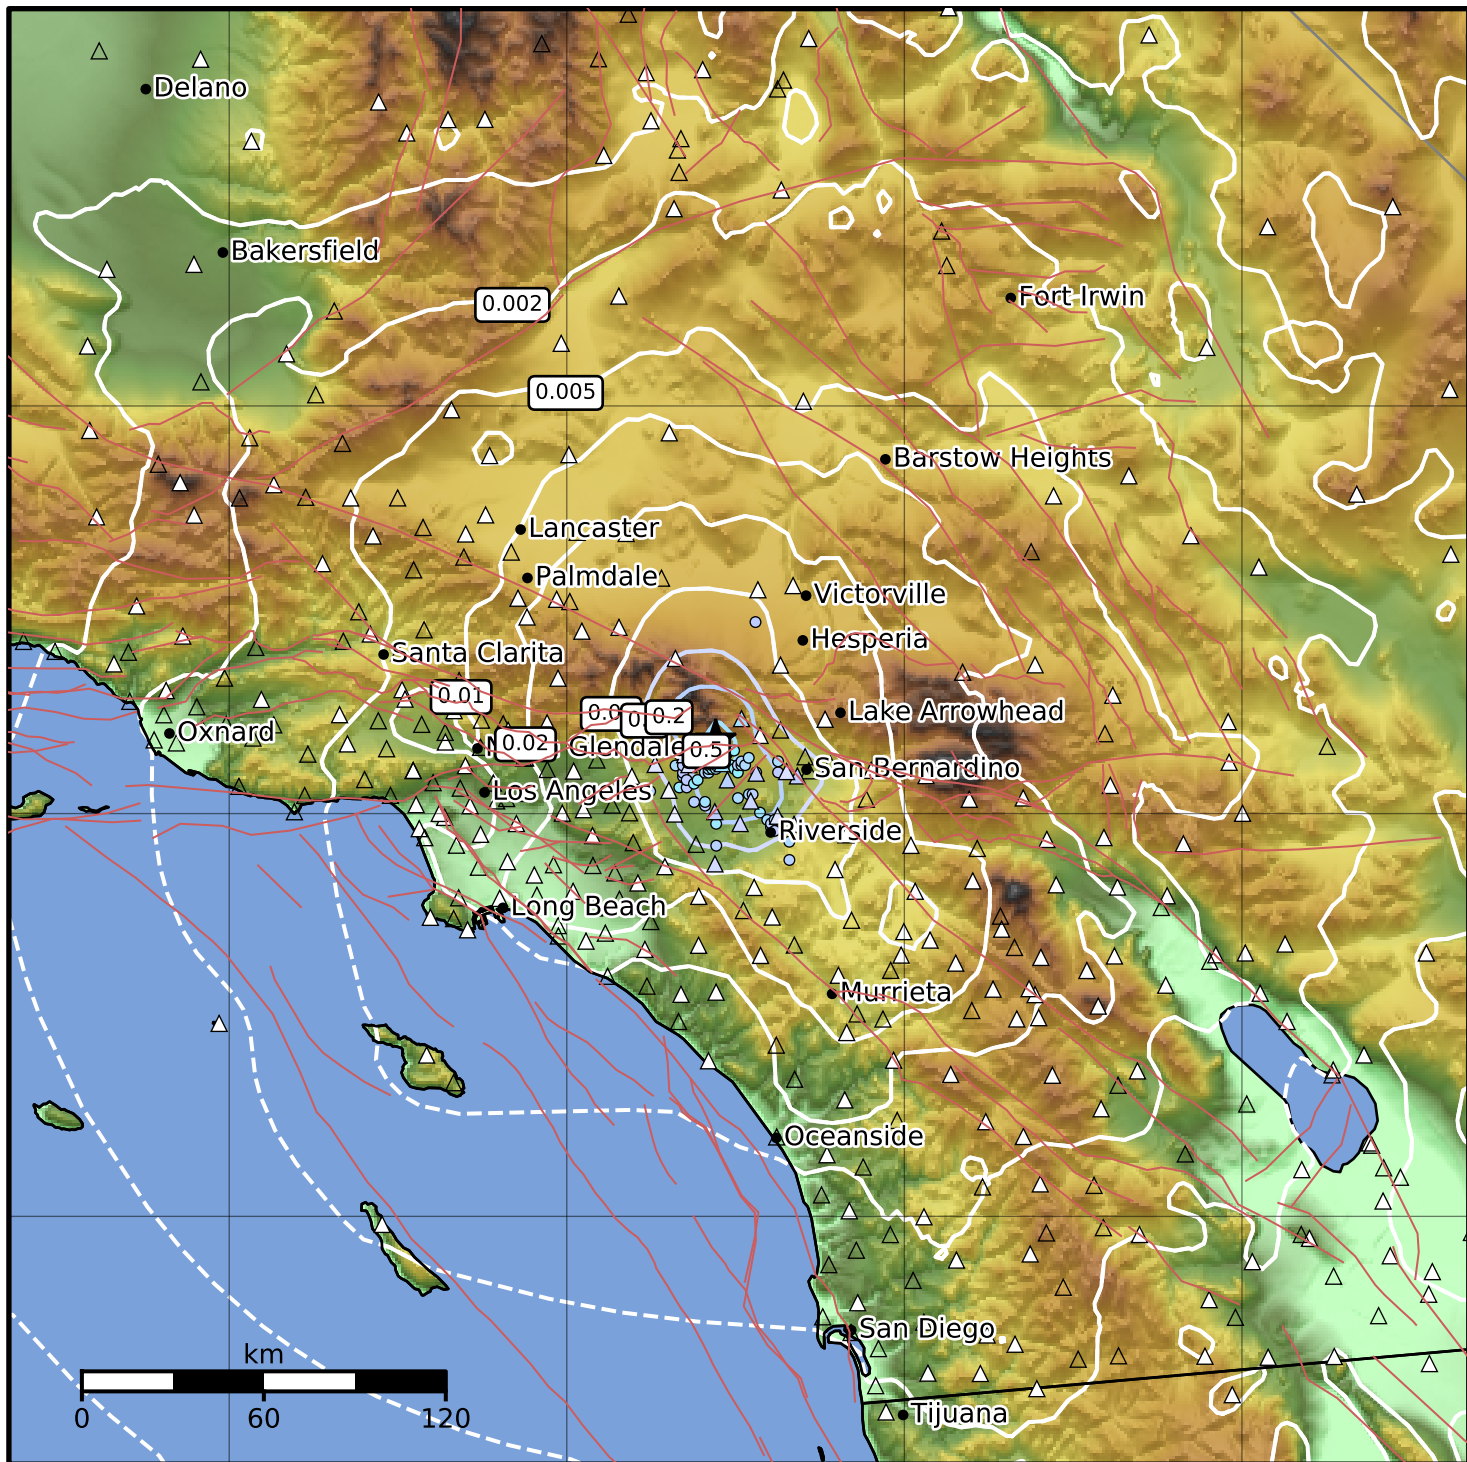 Delano
Bakersfield
0.002
Fort Irwin
0.005
Barstow Heights
Lancaster
Palmdale
Victorville
Hesperia
Santa Clarita
0.01
0.2
Lake Arrowhead
Oxnard
0.02
Glendale
0.5
San Bernardino
Los Angeles
Riverside
Long Beach
Murrieta
Oceanside
San Diego
km
0 60 120
Tijuana